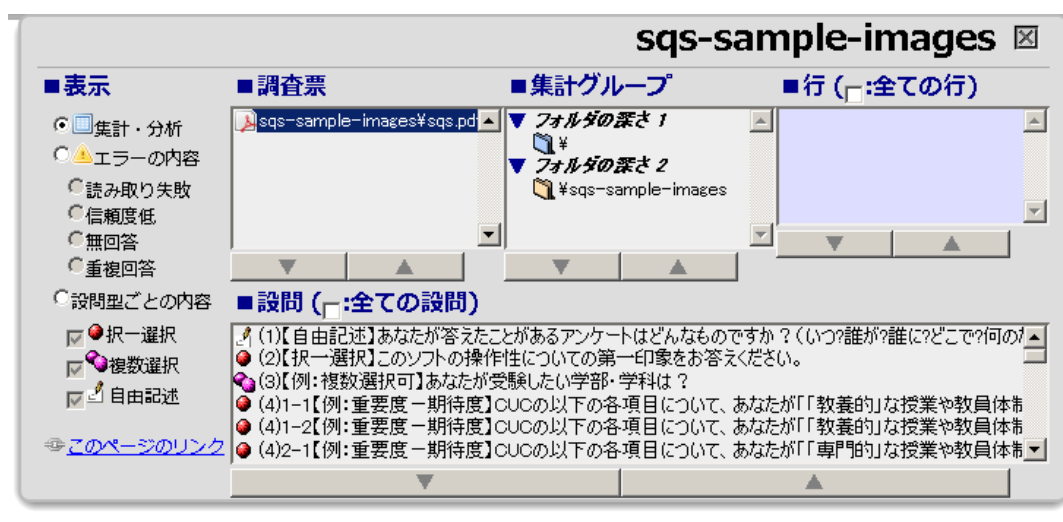 sqs-sample-images
■表示
集計・分析
エラーの内容
読み取り失敗
信頼度低
無回答
重複回答
設問型ごとの内容
択一選択
複数選択
自由記述
このページのリンク
■調査票
sqs-sample-images¥sqs.pd
■集計グループ
▼ フォルダの深さ 1
¥
▼ フォルダの深さ 2
¥sqs-sample-images
■行 (□:全ての行)
■設問 (□:全ての設問)
(1)【自由記述】あなたが答えたことがあるアンケートはどんなものですか？(いつ?誰が?誰に?どこで?何の
(2)【択一選択】このソフトの操作性についての第一印象をお答えください。
(3)【例：複数選択可】あなたが受験したい学部・学科は？
(4)1-1【例：重要度－期待度】CUCの以下の各項目について、あなたが「「教養的」な授業や教員体制
(4)1-2【例：重要度－期待度】CUCの以下の各項目について、あなたが「「教養的」な授業や教員体制
(4)2-1【例：重要度－期待度】CUCの以下の各項目について、あなたが「「専門的」な授業や教員体制